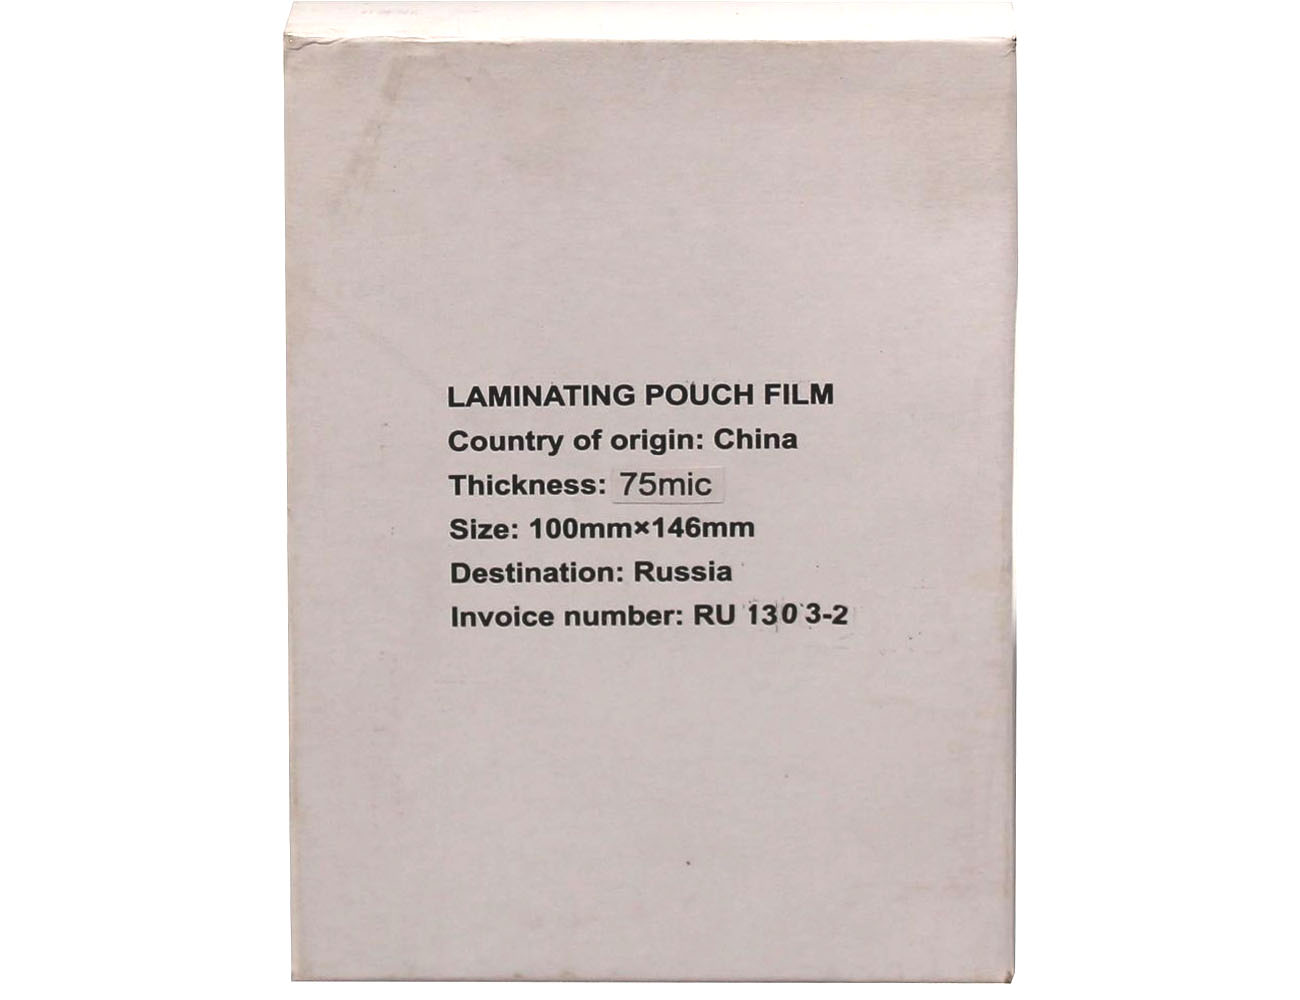 LAMINATING POUCH FILM
Country of origin: China
Thickness: 75mic
Size: 100mm×146mm
Destination: Russia
Invoice number: RU 1303-2